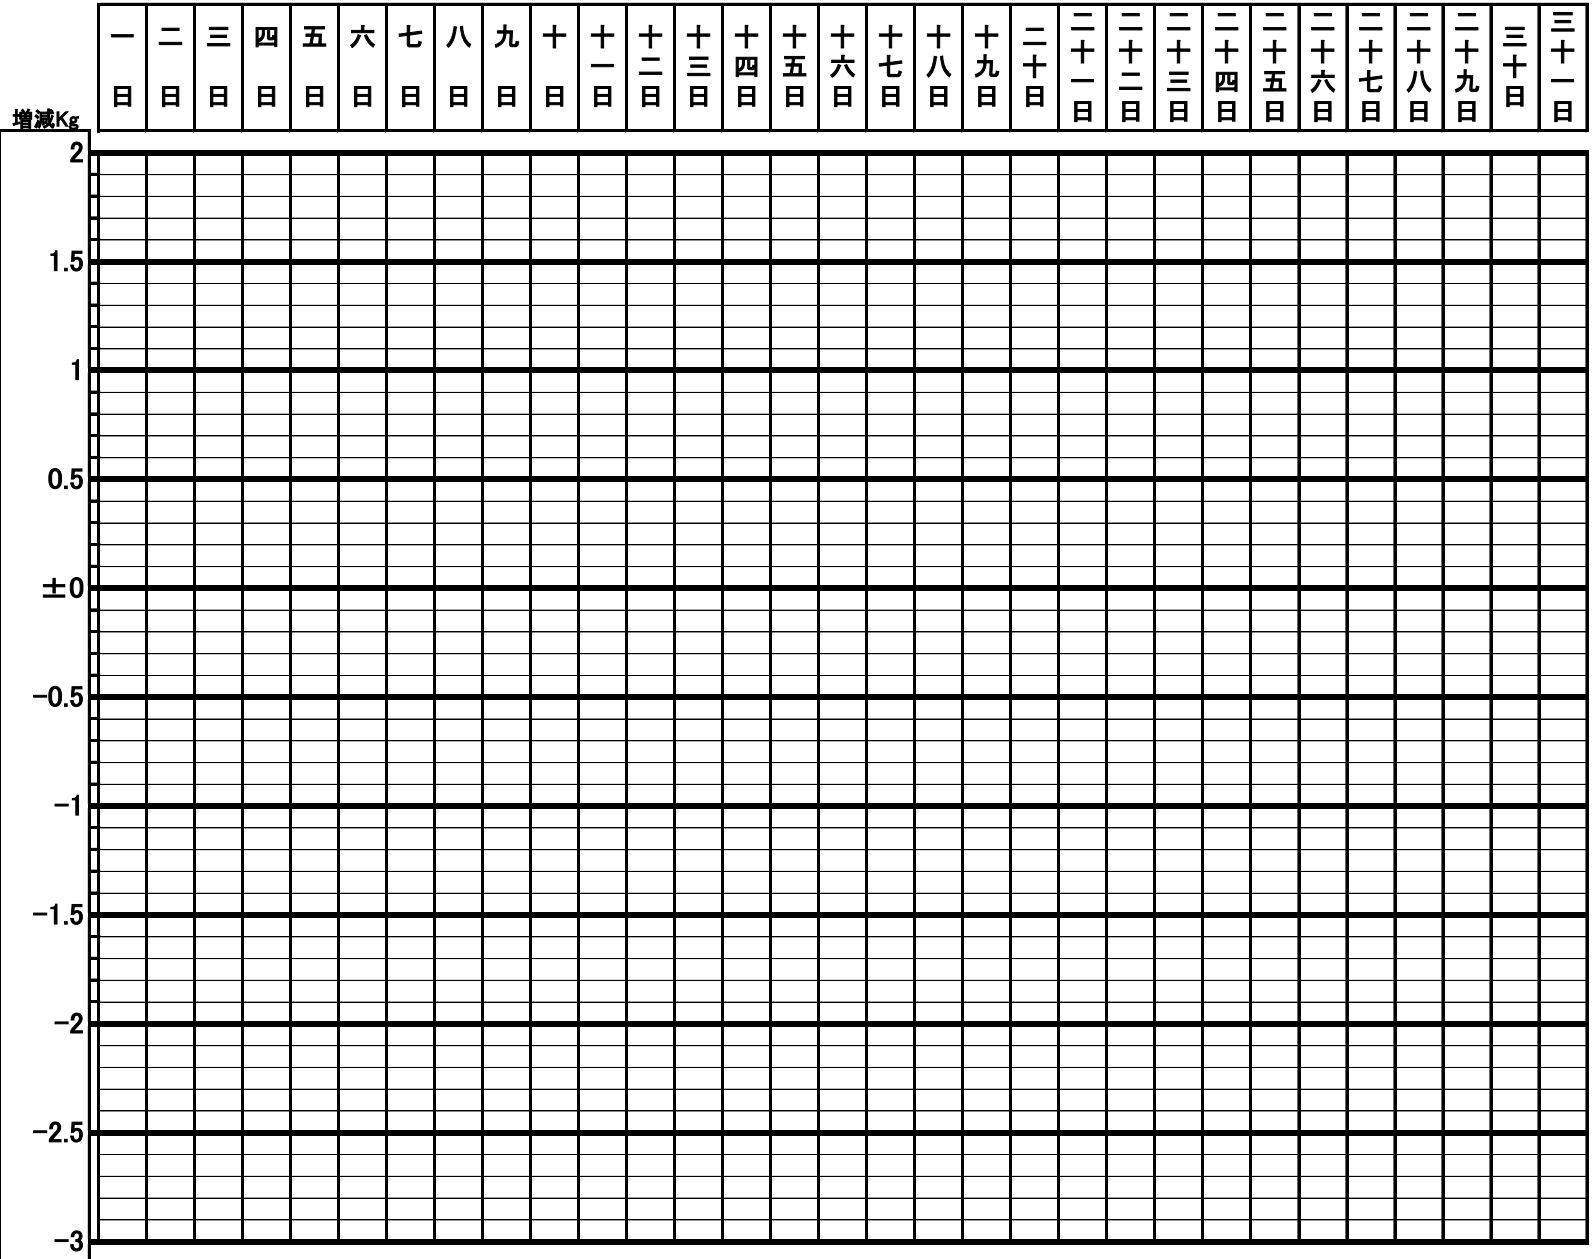 一日
二日
三日
四日
五日
六日
七日
八日
九日
十日
十一日
十二日
十三日
十四日
十五日
十六日
十七日
十八日
十九日
二十日
二十一日
二十二日
二十三日
二十四日
二十五日
二十六日
二十七日
二十八日
二十九日
三十日
三十一日
増減Kg
2
1.5
1
0.5
±0
−0.5
−1
−1.5
−2
−2.5
−3